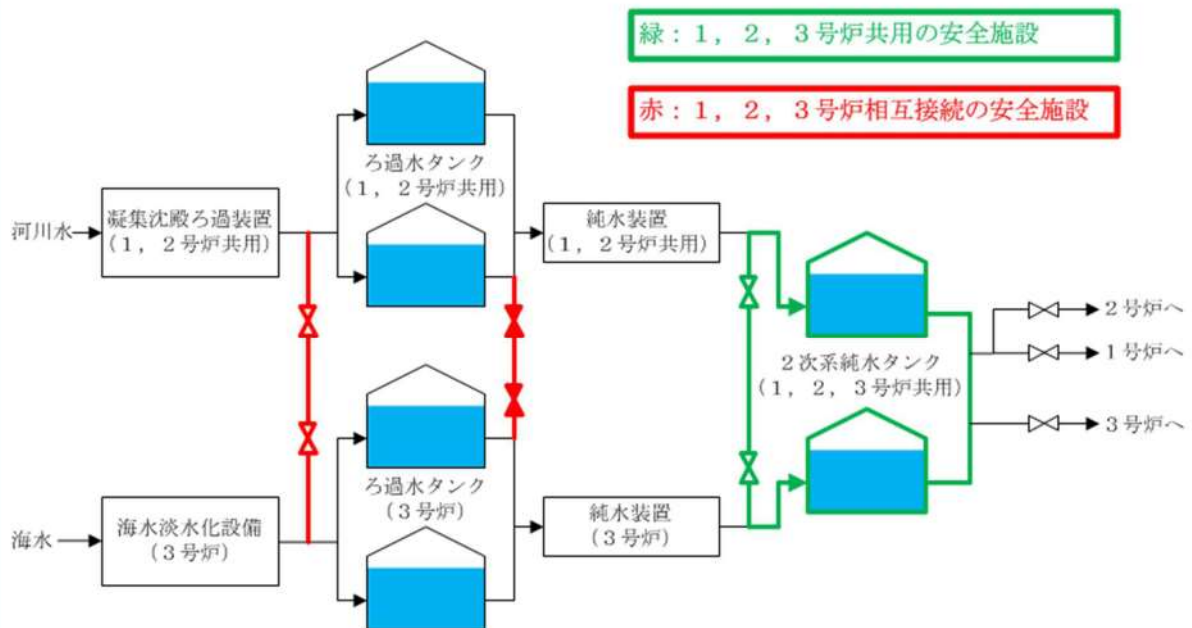 緑：１，２，３号炉共用の安全施設
赤：１，２，３号炉相互接続の安全施設
ろ過水タンク
（１，２号炉共用）
河川水
凝集沈殿ろ過装置
（１，２号炉共用）
純水装置
（１，２号炉共用）
２次系純水タンク
（１，２，３号炉共用）
２号炉へ
１号炉へ
３号炉へ
ろ過水タンク
（３号炉）
海水
海水淡水化設備
（３号炉）
純水装置
（３号炉）